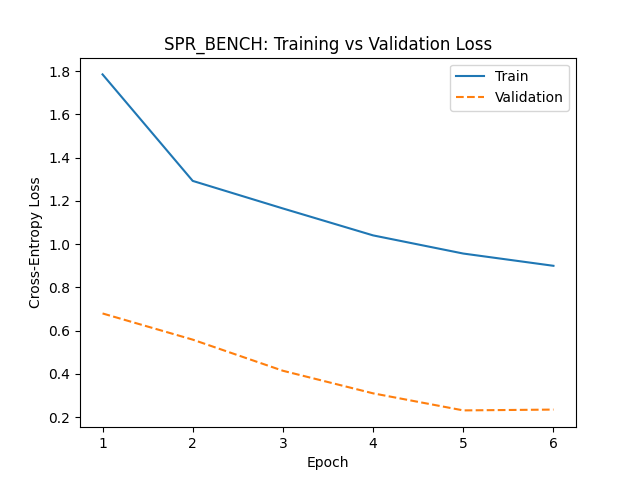 SPR_BENCH: Training vs Validation Loss
Train
Validation
Cross-Entropy Loss
1.8
1.6
1.4
1.2
1.0
0.8
0.6
0.4
0.2
1 2 3 4 5 6
Epoch